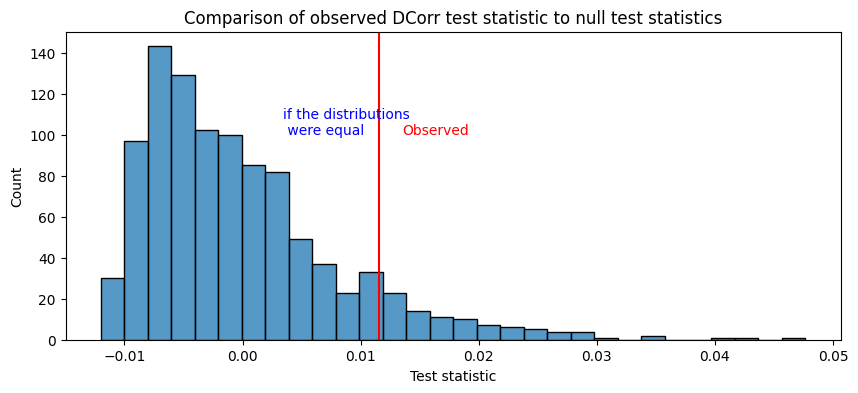 Comparison of observed DCorr test statistic to null test statistics
140
120
100
80
60
40
20
0
Count
if the distributions
were equal
Observed
−0.01
0.00
0.01
0.02
0.03
0.04
0.05
Test statistic